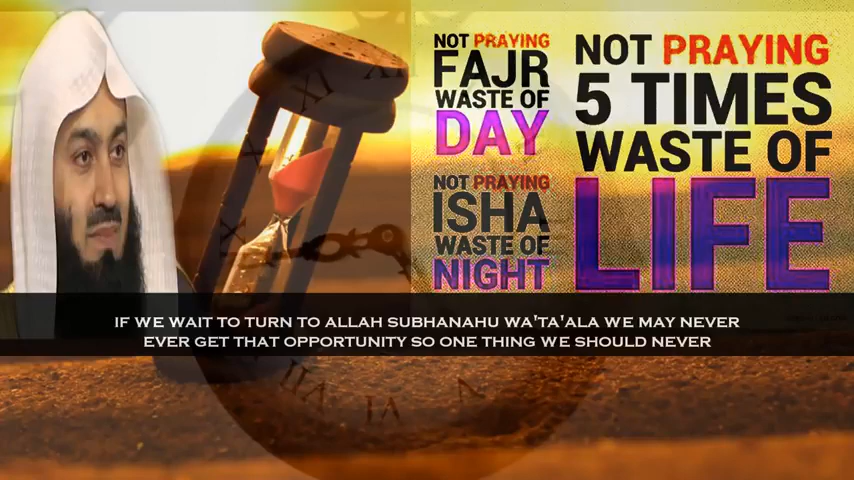 NOT PRAYING
FAJR
WASTE OF
DAY
NOT PRAYING
ISHA
WASTE OF
NIGHT
NOT PRAYING
5 TIMES
WASTE OF
LIFE
IF WE WAIT TO TURN TO ALLAH SUBHANAHU WA'TA'ALA WE MAY NEVER
EVER GET THAT OPPORTUNITY SO ONE THING WE SHOULD NEVER